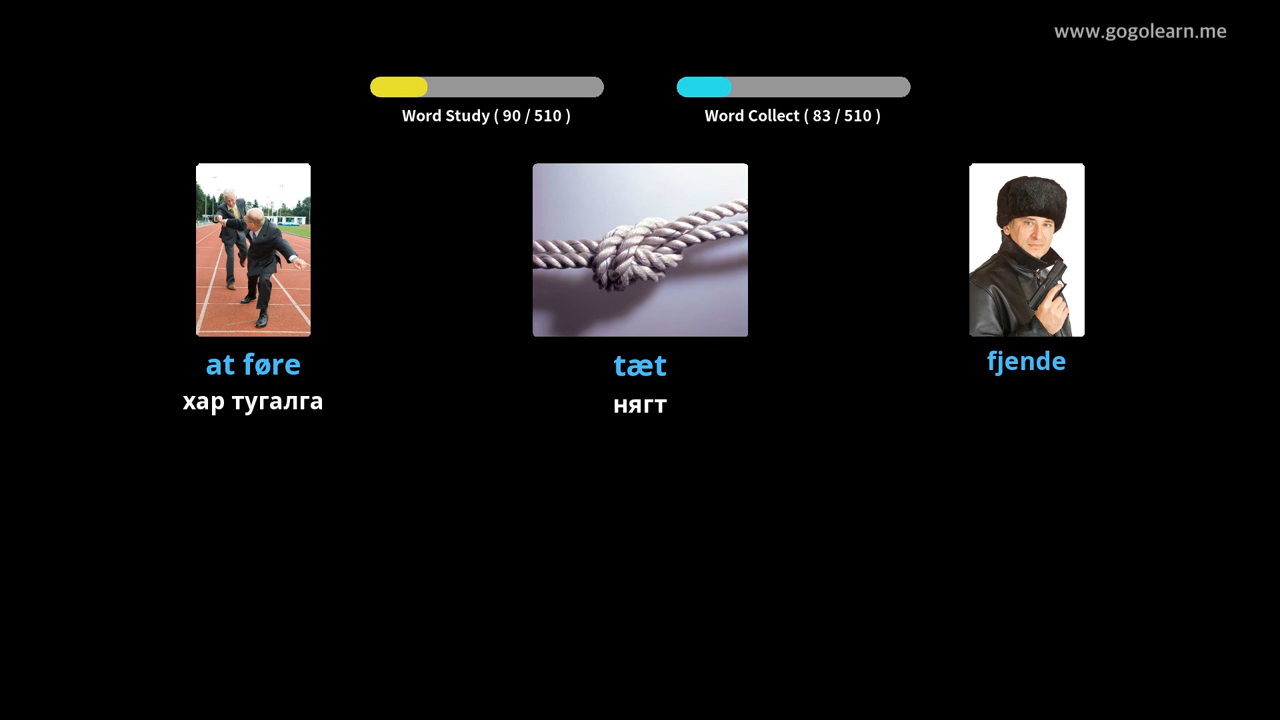 www.gogolearn.me
Word Study ( 90 / 510 )
Word Collect ( 83 / 510 )
at føre
хар тугалга
tæt
нягт
fjende